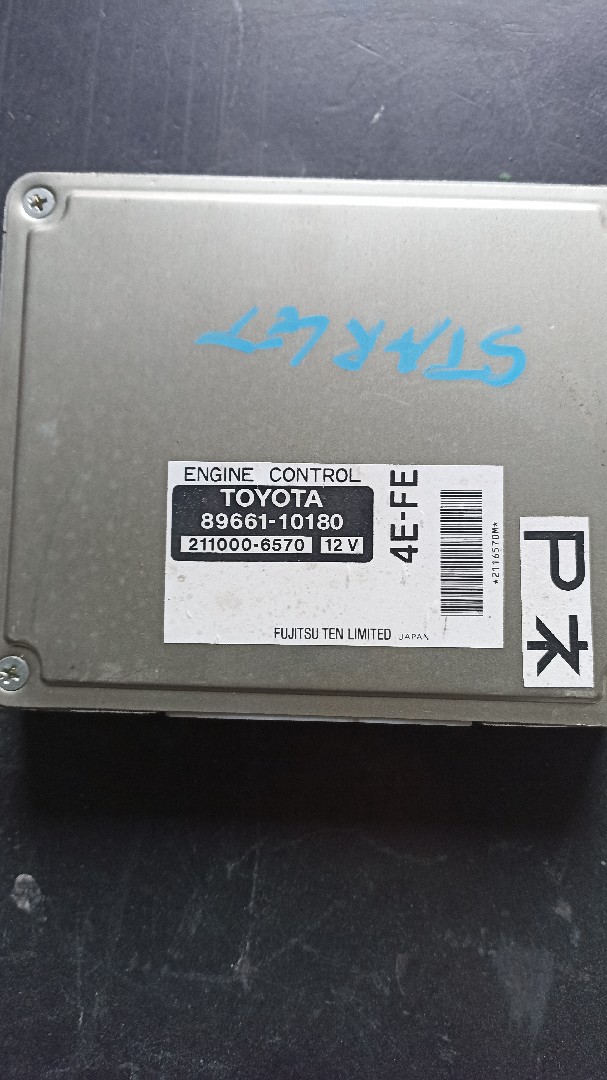 STARLET
ENGINE CONTROL
TOYOTA
89661-10180
211000-6570 12 V
4E-FE
*2116570M*
FUJITSU TEN LIMITED JAPAN
P ホ